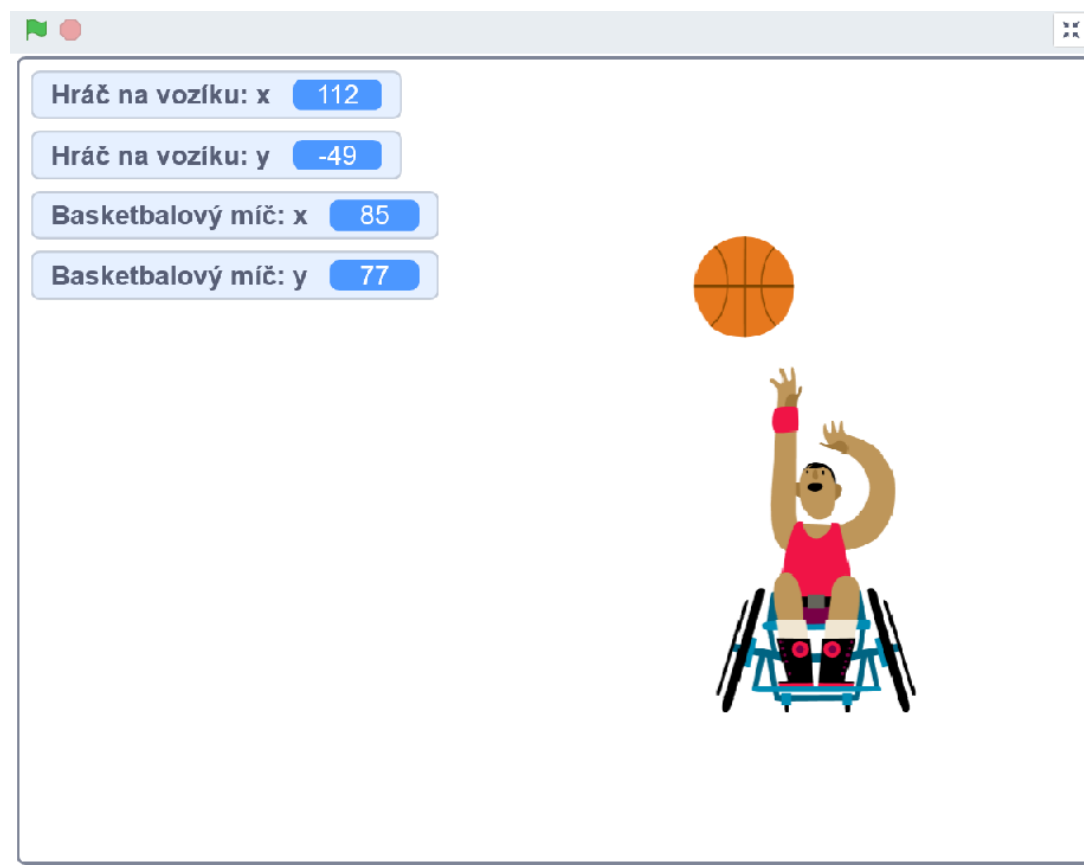 Hráč na vozíku: x 112
Hráč na vozíku: y -49
Basketbalový míč: x 85
Basketbalový míč: y 77